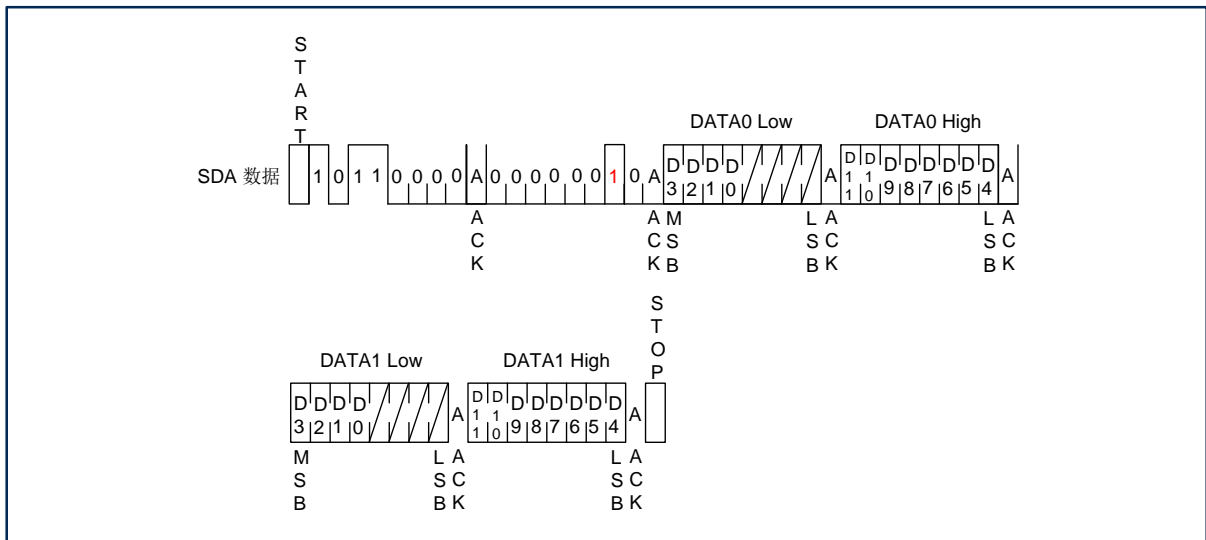 START
DATA0 Low DATA0 High
SDA 数据 1 0 1 1 0 0 0 0 A 0 0 0 0 0 0 1 0 A D3 D2 D1 D0 A D11 D10 D9 D8 D7 D6 D5 D4 A
ACK ACK MSB LSB ACK LSB ACK
STOP
DATA1 Low DATA1 High
D3 D2 D1 D0 A D11 D10 D9 D8 D7 D6 D5 D4 A
MSB LSB ACK LSB ACK